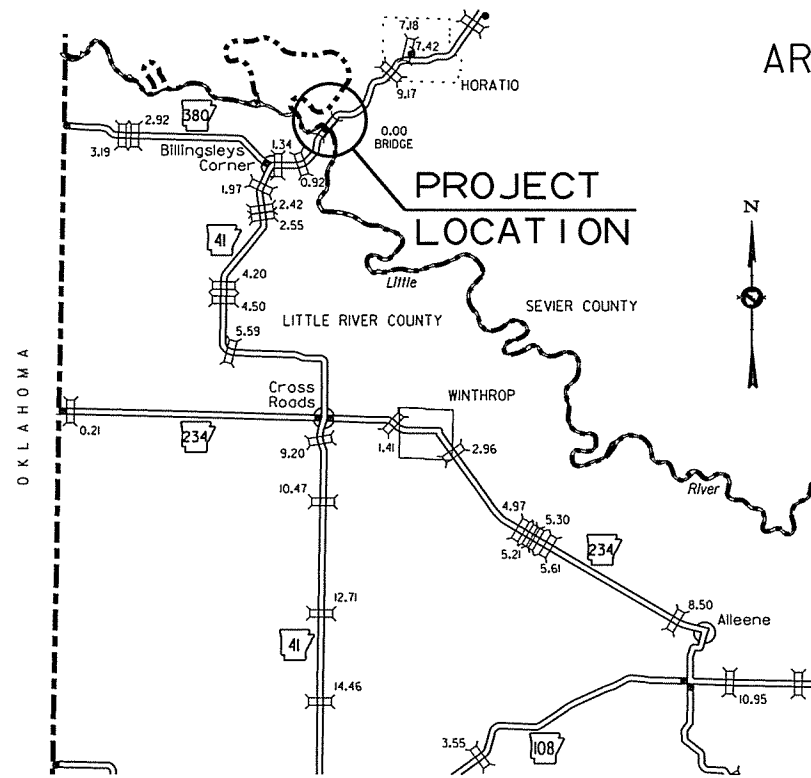 7.18
7.42
AR
HORATIO
9.17
380
2.92
3.19
Billingsleys
Corner
1.34
0.92
0.00
BRIDGE
1.97
2.42
2.55
PROJECT
LOCATION
41
N
4.20
4.50
Little
SEVIER COUNTY
5.59
LITTLE RIVER COUNTY
OKLAHOMA
Cross
Roads
WINTHROP
0.21
234
9.20
1.41
2.96
10.47
River
4.97
5.30
5.21
5.61
234
12.71
8.50
Alleene
41
14.46
10.95
3.55
108